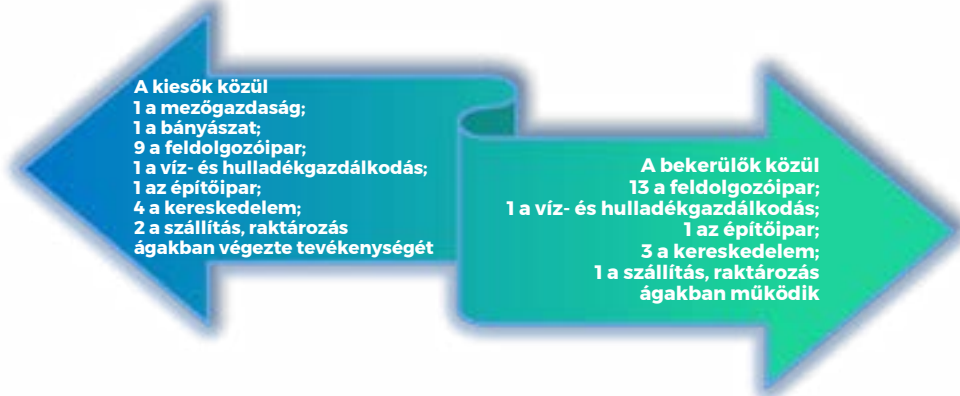 A kiesők közül
1 a mezőgazdaság;
1 a bányászat;
9 a feldolgozóipar;
1 a víz- és hulladékgazdálkodás;
1 az építőipar;
4 a kereskedelem;
2 a szállítás, raktározás
ágakban végezte tevékenységét
A bekerülők közül
13 a feldolgozóipar;
1 a víz- és hulladékgazdálkodás;
1 az építőipar;
3 a kereskedelem;
1 a szállítás, raktározás
ágakban működik